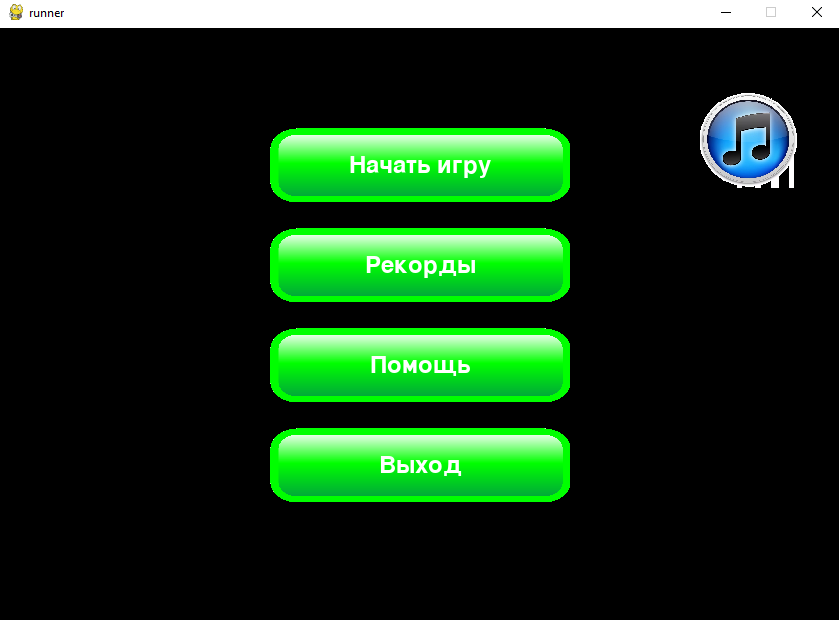 runner
Начать игру
Рекорды
Помощь
Выход